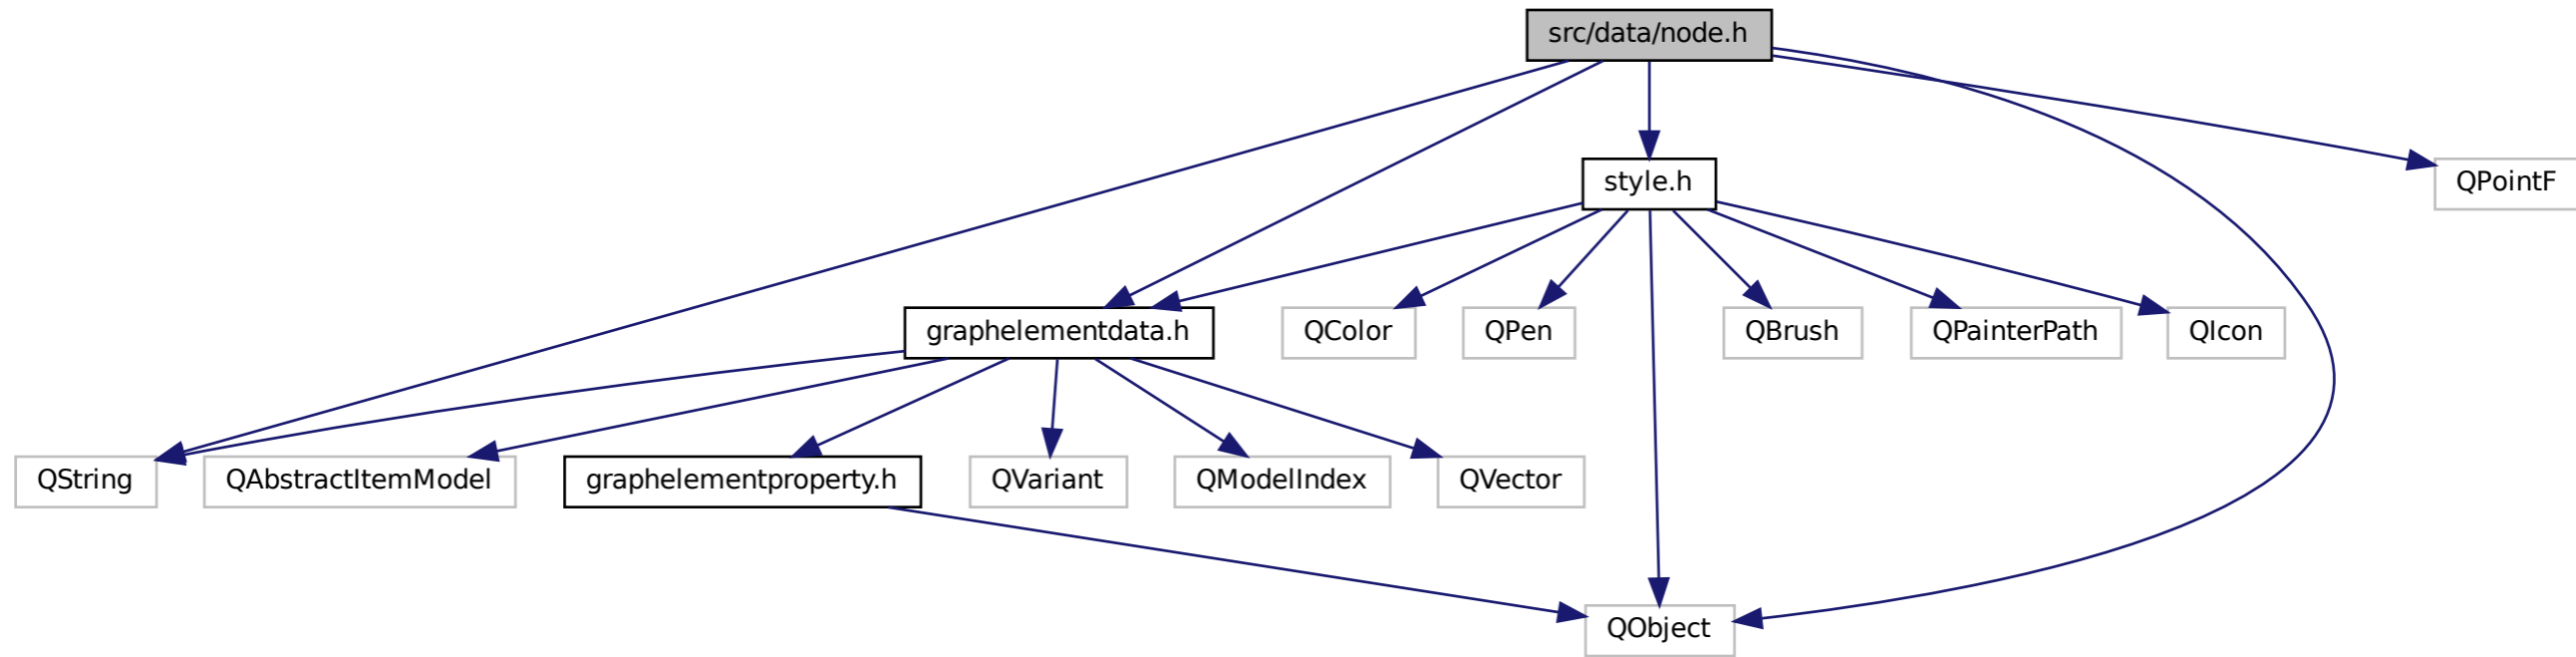 src/data/node.h
style.h
QPointF
graphelementdata.h
QColor
QPen
QBrush
QPainterPath
QIcon
QString
QAbstractItemModel
graphelementproperty.h
QVariant
QModelIndex
QVector
QObject